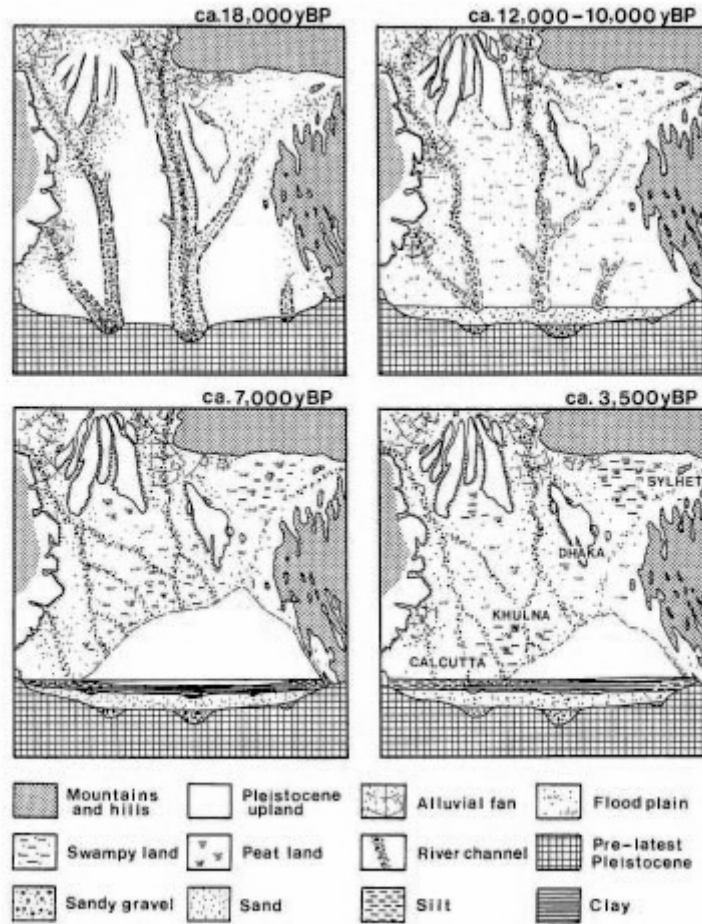 ca.18,000yBP
ca.12,000-10,000yBP
ca.7,000yBP
ca.3,500yBP
SYLHET
DHAKA
KHULNA
CALCUTTA
Mountains and hills
Pleistocene upland
Alluvial fan
Flood plain
Swampy land
Peat land
River channel
Pre-latest Pleistocene
Sandy gravel
Sand
Silt
Clay